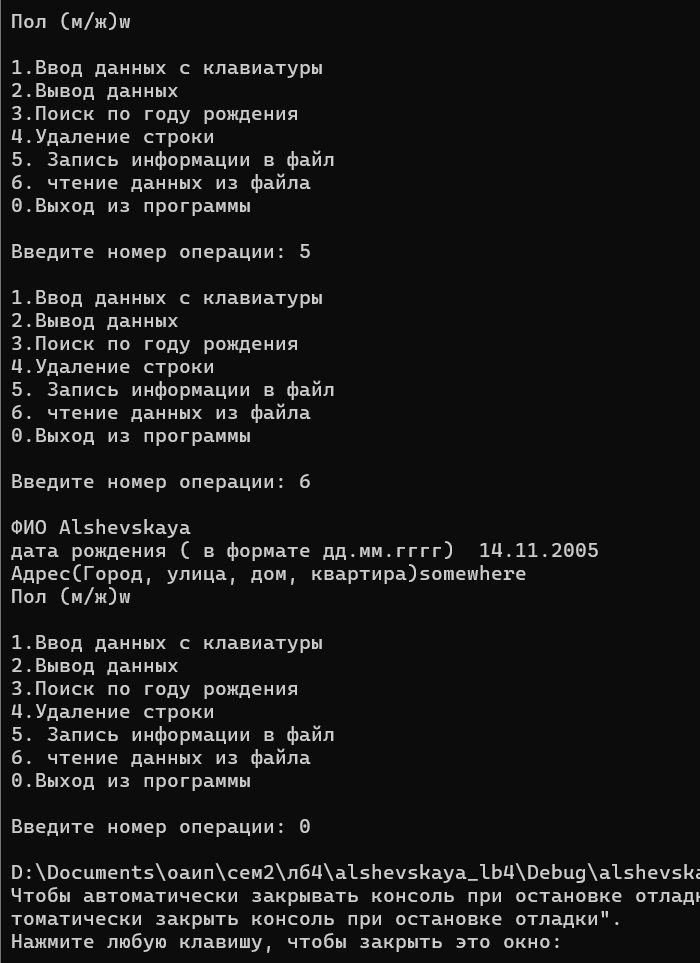 Пол (м/ж)w
1.Ввод данных с клавиатуры
2.Вывод данных
3.Поиск по году рождения
4.Удаление строки
5. Запись информации в файл
6. чтение данных из файла
0.Выход из программы
Введите номер операции: 5
1.Ввод данных с клавиатуры
2.Вывод данных
3.Поиск по году рождения
4.Удаление строки
5. Запись информации в файл
6. чтение данных из файла
0.Выход из программы
Введите номер операции: 6
ФИО Alshevskaya
дата рождения ( в формате дд.мм.гггг)  14.11.2005
Адрес(Город, улица, дом, квартира)somewhere
Пол (м/ж)w
1.Ввод данных с клавиатуры
2.Вывод данных
3.Поиск по году рождения
4.Удаление строки
5. Запись информации в файл
6. чтение данных из файла
0.Выход из программы
Введите номер операции: 0
D:\Documents\оаип\сем2\лб4\alshevskaya_lb4\Debug\alshevska
Чтобы автоматически закрывать консоль при остановке отлад
томатически закрыть консоль при остановке отладки".
Нажмите любую клавишу, чтобы закрыть это окно: